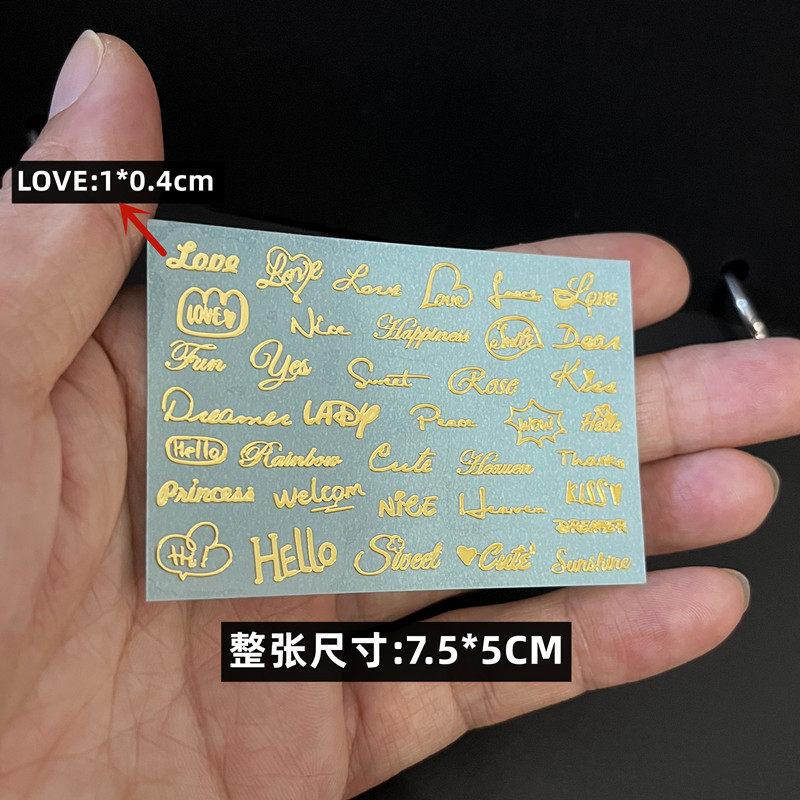 LOVE:1*0.4cm
Love Love Love Love Love Love
LOVE Nice Happiness Smile Dear
Fun Yes Sweet Rose Kiss
Dreamer LADY Peace WOW Hello
Hello Rainbow Cute Heaven Thanks
Princess welcom NiCE Heaven KISS
DREAMER
Hi! HELLO Sweet Cute Sunshine
整张尺寸:7.5*5CM